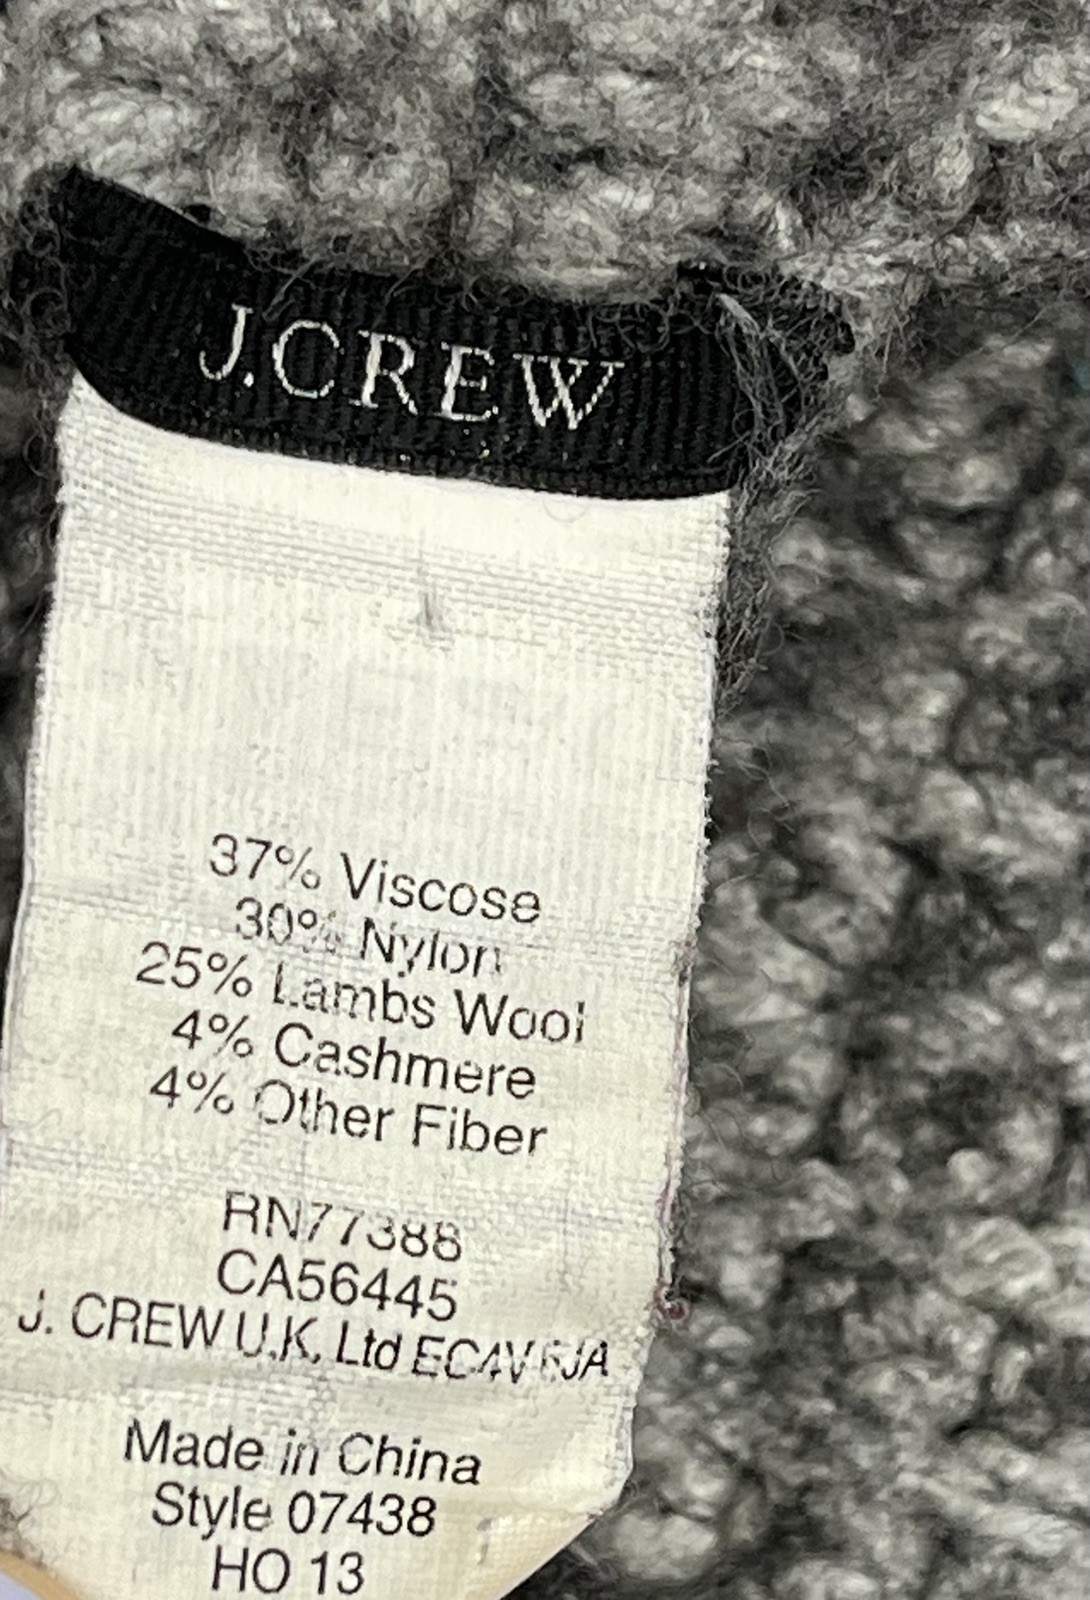 J.CREW
37% Viscose
30% Nylon
25% Lambs Wool
4% Cashmere
4% Other Fiber
RN77388
CA56445
J. CREW U.K. Ltd EC4V 6JA
Made in China
Style 07438
HO 13